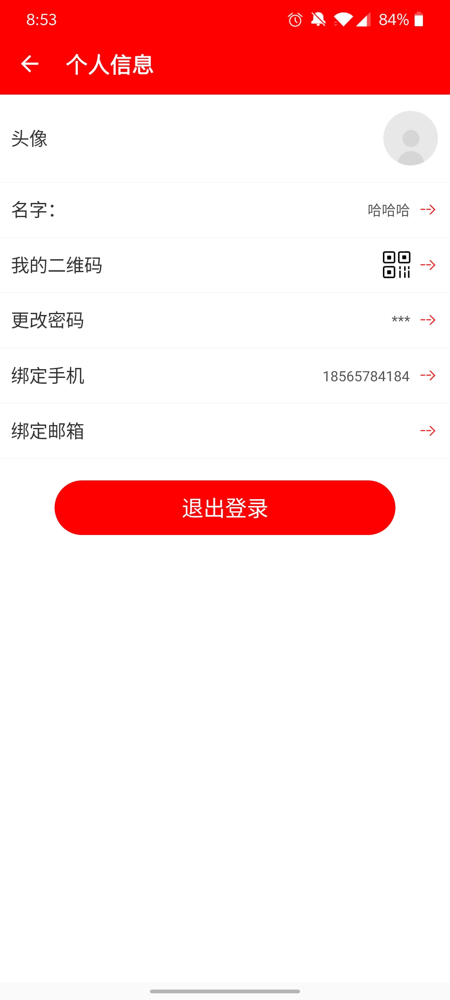 8:53
84%
个人信息
头像
名字：
哈哈哈
我的二维码
更改密码
***
绑定手机
18565784184
绑定邮箱
退出登录